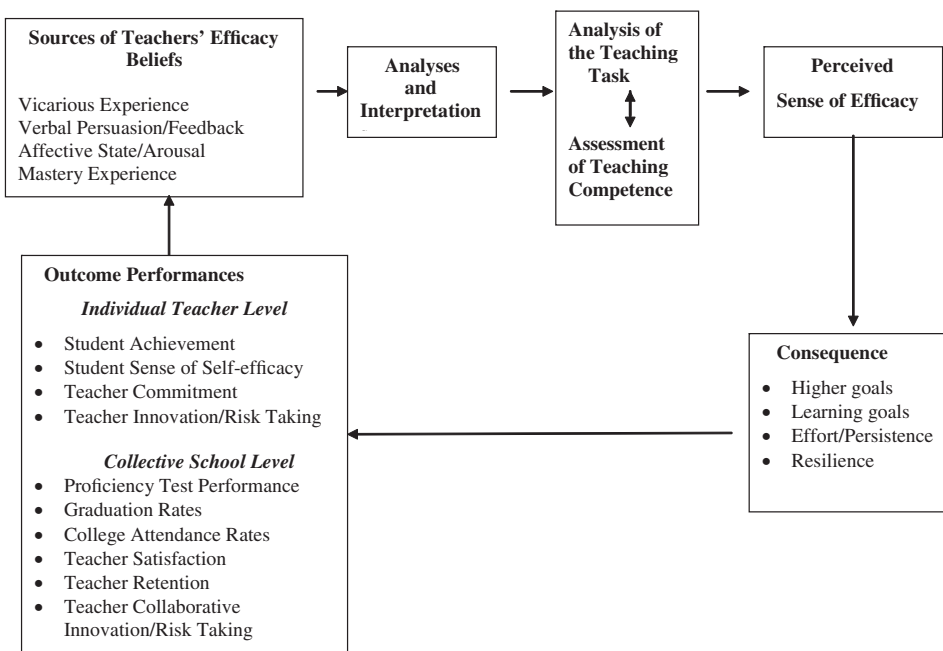 Sources of Teachers' Efficacy
Beliefs
Vicarious Experience
Verbal Persuasion/Feedback
Affective State/Arousal
Mastery Experience
Analyses
and
Interpretation
Analysis of
the Teaching
Task
Assessment
of Teaching
Competence
Perceived
Sense of Efficacy
Consequence
• Higher goals
• Learning goals
• Effort/Persistence
• Resilience
Outcome Performances
Individual Teacher Level
• Student Achievement
• Student Sense of Self-efficacy
• Teacher Commitment
• Teacher Innovation/Risk Taking
Collective School Level
• Proficiency Test Performance
• Graduation Rates
• College Attendance Rates
• Teacher Satisfaction
• Teacher Retention
• Teacher Collaborative
Innovation/Risk Taking